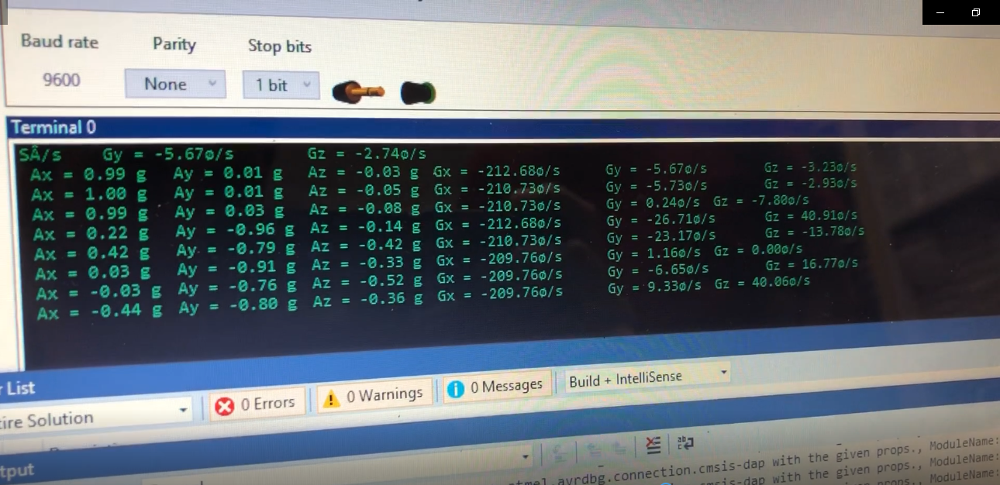 Baud rate Parity Stop bits
9600 None 1 bit
Terminal 0
SÂ/s Gy = -5.67ø/s Gz = -2.74ø/s
Ax = 0.99 g Ay = 0.01 g Az = -0.03 g Gx = -212.68ø/s Gy = -5.67ø/s Gz = -3.23ø/s
Ax = 1.00 g Ay = 0.01 g Az = -0.05 g Gx = -210.73ø/s Gy = -5.73ø/s Gz = -2.93ø/s
Ax = 0.99 g Ay = 0.03 g Az = -0.08 g Gx = -210.73ø/s Gy = 0.24ø/s Gz = -7.80ø/s
Ax = 0.22 g Ay = -0.96 g Az = -0.14 g Gx = -212.68ø/s Gy = -26.71ø/s Gz = 40.91ø/s
Ax = 0.42 g Ay = -0.79 g Az = -0.42 g Gx = -210.73ø/s Gy = -23.17ø/s Gz = -13.78ø/s
Ax = 0.03 g Ay = -0.91 g Az = -0.33 g Gx = -209.76ø/s Gy = 1.16ø/s Gz = 0.00ø/s
Ax = -0.03 g Ay = -0.76 g Az = -0.52 g Gx = -209.76ø/s Gy = -6.65ø/s Gz = 16.77ø/s
Ax = -0.44 g Ay = -0.80 g Az = -0.36 g Gx = -209.76ø/s Gy = 9.33ø/s Gz = 40.06ø/s
List
Solution 0 Errors 0 Warnings 0 Messages Build + IntelliSense
tput
avrdbg.connection.cmsis-dap with the given props., ModuleName:
cmsis-dap with the given props., ModuleName:
ModuleName: